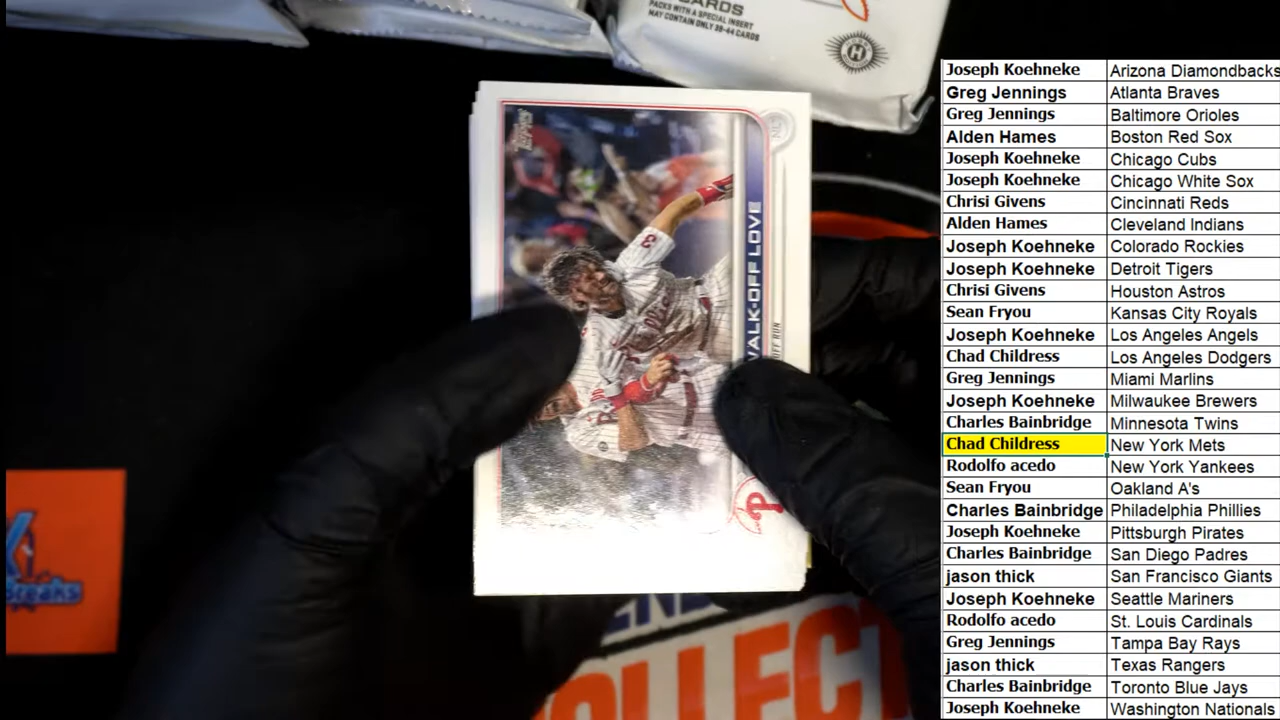 CARDS
PACKS WITH A SPECIAL INSERT
MAY CONTAIN ONLY 38-44 CARDS
H
TOPPS
WALK-OFF LOVE
OFF RUN
P
3
Breaks
COLLECT
Joseph Koehneke Arizona Diamondbacks
Greg Jennings Atlanta Braves
Greg Jennings Baltimore Orioles
Alden Hames Boston Red Sox
Joseph Koehneke Chicago Cubs
Joseph Koehneke Chicago White Sox
Chrisi Givens Cincinnati Reds
Alden Hames Cleveland Indians
Joseph Koehneke Colorado Rockies
Joseph Koehneke Detroit Tigers
Chrisi Givens Houston Astros
Sean Fryou Kansas City Royals
Joseph Koehneke Los Angeles Angels
Chad Childress Los Angeles Dodgers
Greg Jennings Miami Marlins
Joseph Koehneke Milwaukee Brewers
Charles Bainbridge Minnesota Twins
Chad Childress New York Mets
Rodolfo acedo New York Yankees
Sean Fryou Oakland A's
Charles Bainbridge Philadelphia Phillies
Joseph Koehneke Pittsburgh Pirates
Charles Bainbridge San Diego Padres
jason thick San Francisco Giants
Joseph Koehneke Seattle Mariners
Rodolfo acedo St. Louis Cardinals
Greg Jennings Tampa Bay Rays
jason thick Texas Rangers
Charles Bainbridge Toronto Blue Jays
Joseph Koehneke Washington Nationals